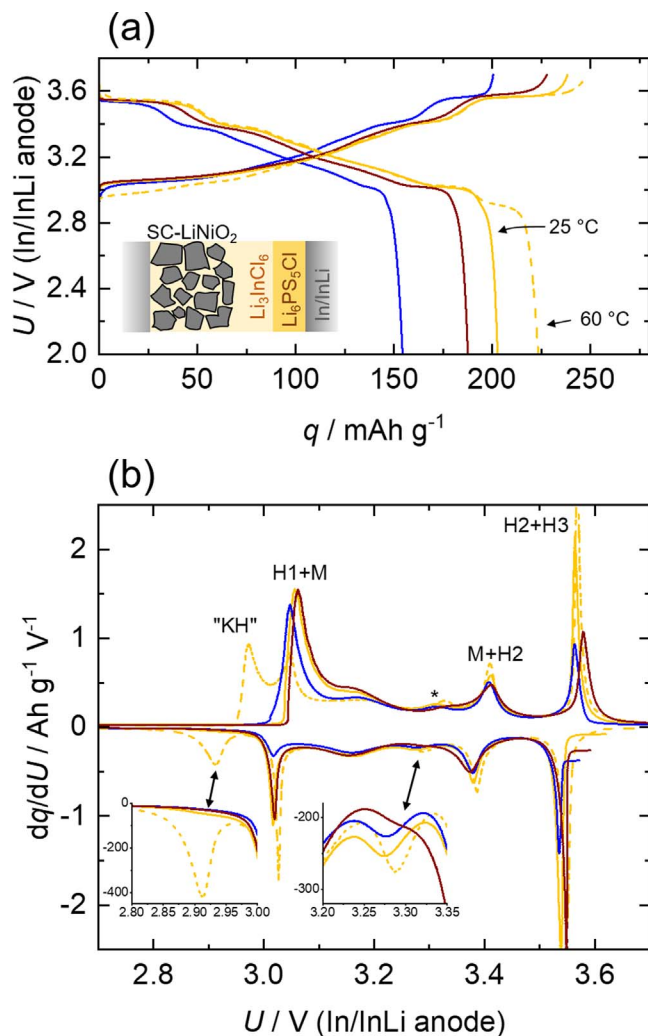 (a)
3.6
3.2
2.8
2.4
2.0
U / V (In/InLi anode)
SC-LiNiO2
Li3InCl6
Li6PS5Cl
In/InLi
25 °C
60 °C
0 50 100 150 200 250
q / mAh g-1
(b)
H2+H3
2
H1+M
1
"KH"
*
M+H2
0
-1
-2
dq/dU / Ah g-1 V-1
0
-200
-400
2.80 2.85 2.90 2.95 3.00
-200
-300
3.20 3.25 3.30 3.35
2.8 3.0 3.2 3.4 3.6
U / V (In/InLi anode)